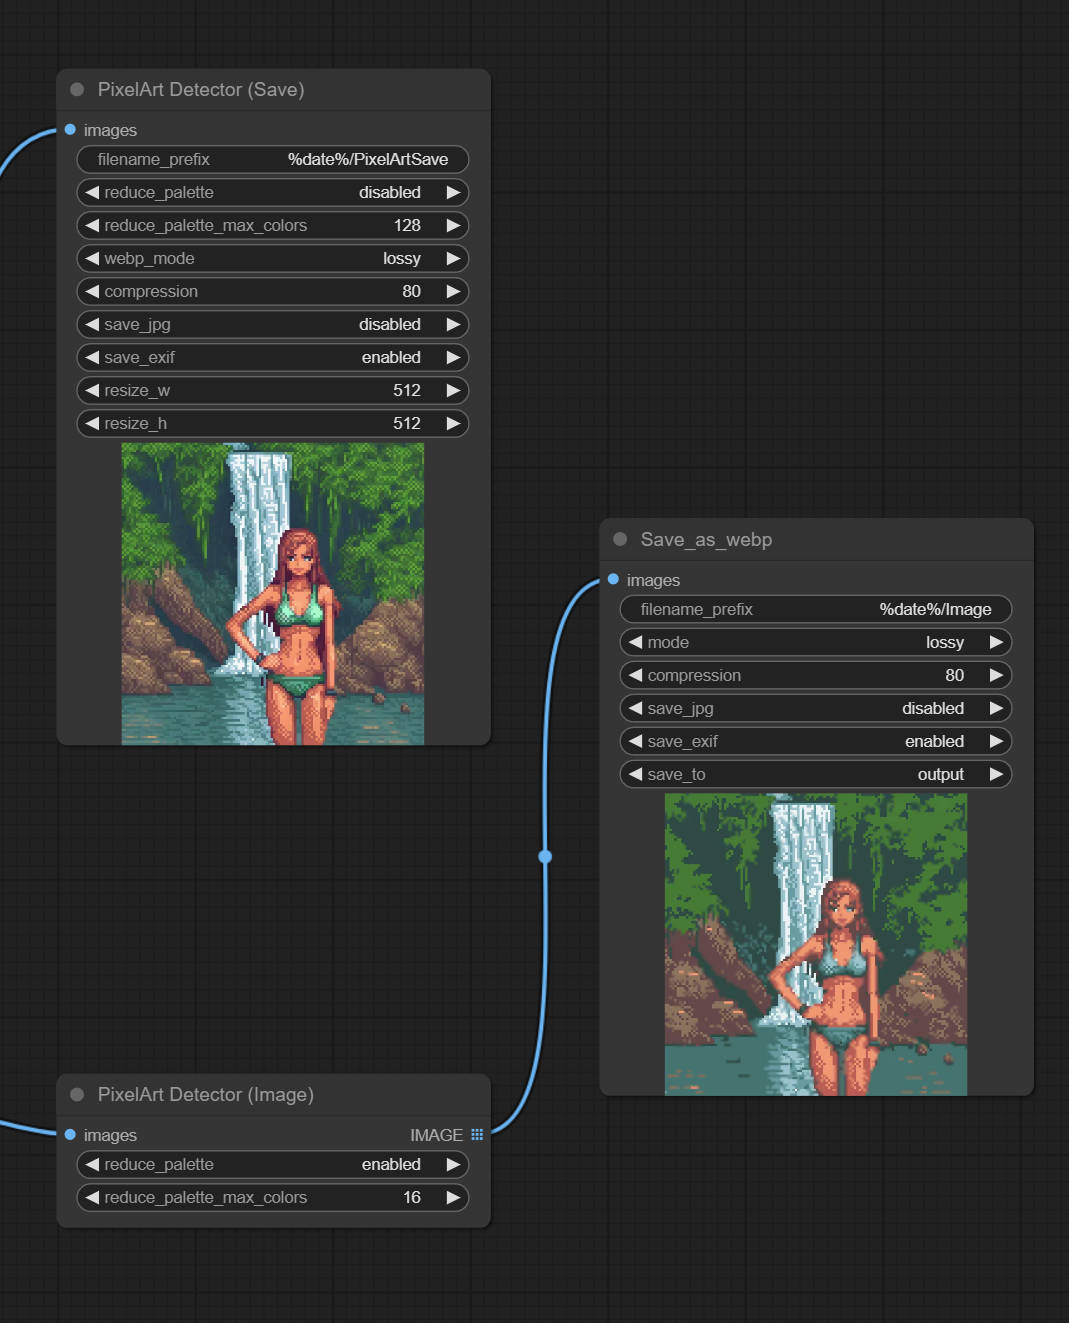 PixelArt Detector (Save)
images
filename_prefix %date%/PixelArtSave
reduce_palette disabled
reduce_palette_max_colors 128
webp_mode lossy
compression 80
save_jpg disabled
save_exif enabled
resize_w 512
resize_h 512
Save_as_webp
images
filename_prefix %date%/Image
mode lossy
compression 80
save_jpg disabled
save_exif enabled
save_to output
PixelArt Detector (Image)
images IMAGE
reduce_palette enabled
reduce_palette_max_colors 16